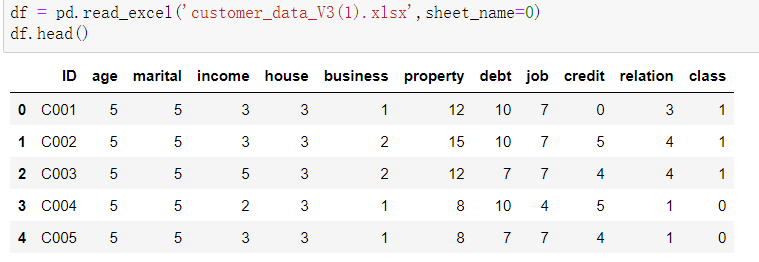 df = pd.read_excel('customer_data_V3(1).xlsx',sheet_name=0)
df.head()
ID age marital income house business property debt job credit relation class
0 C001 5 5 3 3 1 12 10 7 0 3 1
1 C002 5 5 3 3 2 15 10 7 5 4 1
2 C003 5 5 5 3 2 12 7 7 4 4 1
3 C004 5 5 2 3 1 8 10 4 5 1 0
4 C005 5 5 3 3 1 8 7 7 4 1 0